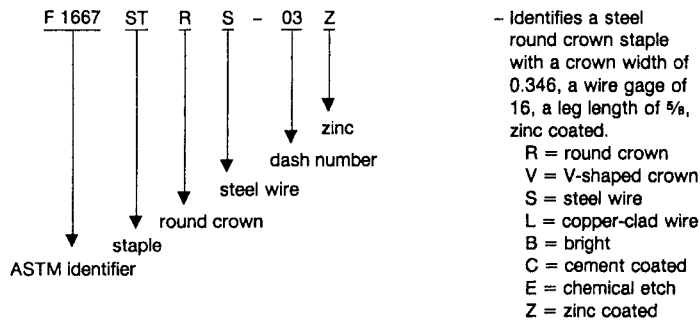 F 1667 ST R S - 03 Z
zinc
dash number
steel wire
round crown
staple
ASTM identifier
– Identifies a steel
round crown staple
with a crown width of
0.346, a wire gage of
16, a leg length of ⅝,
zinc coated.
R = round crown
V = V-shaped crown
S = steel wire
L = copper-clad wire
B = bright
C = cement coated
E = chemical etch
Z = zinc coated